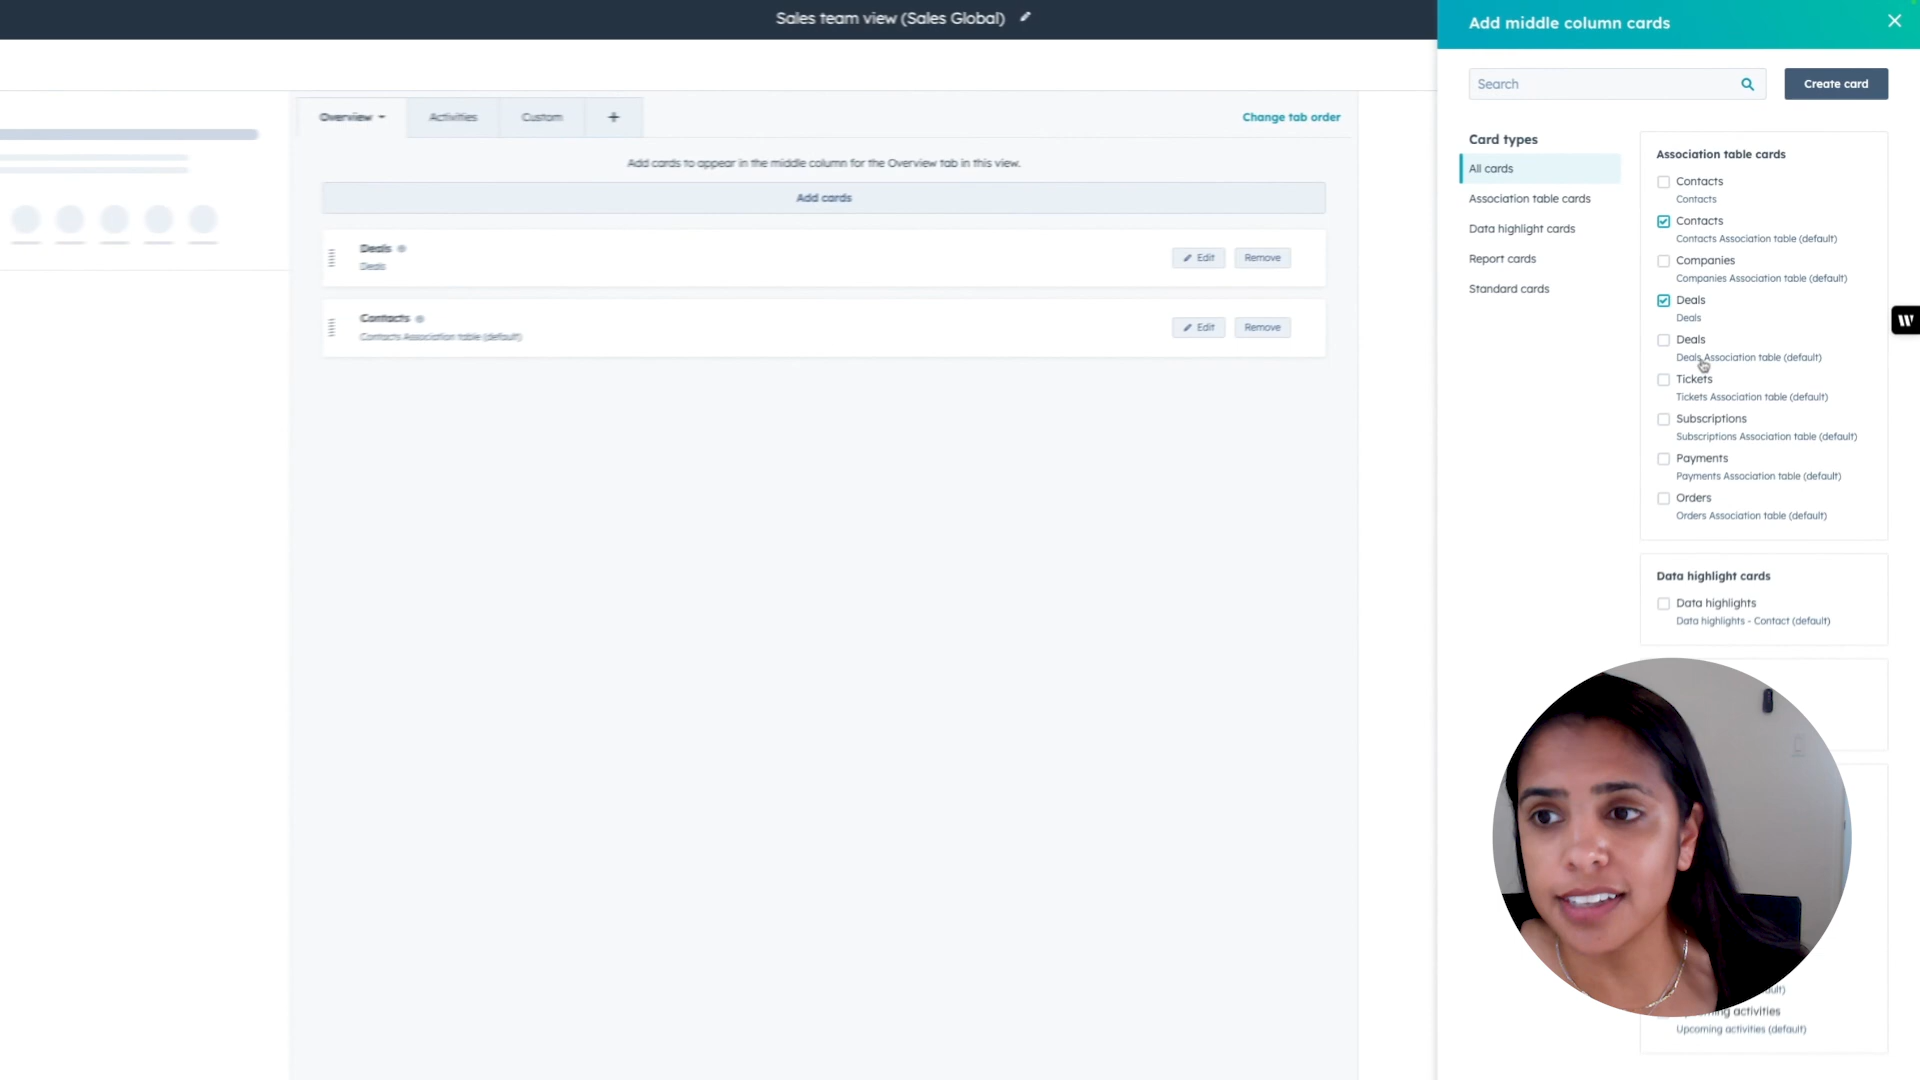 Sales team view (Sales Global)
Add middle column cards
Search
Create card
Overview
Activities
Custom
+
Change tab order
Add cards to appear in the middle column for the Overview tab in this view.
Add cards
Deals
Deals
Edit
Remove
Contacts
Contacts Association table (default)
Edit
Remove
Card types
All cards
Association table cards
Data highlight cards
Report cards
Standard cards
Association table cards
Contacts
Contacts
Contacts
Contacts Association table (default)
Companies
Companies Association table (default)
Deals
Deals
Deals
Deals Association table (default)
Tickets
Tickets Association table (default)
Subscriptions
Subscriptions Association table (default)
Payments
Payments Association table (default)
Orders
Orders Association table (default)
Data highlight cards
Data highlights
Data highlights - Contact (default)
activities
Upcoming activities (default)
W